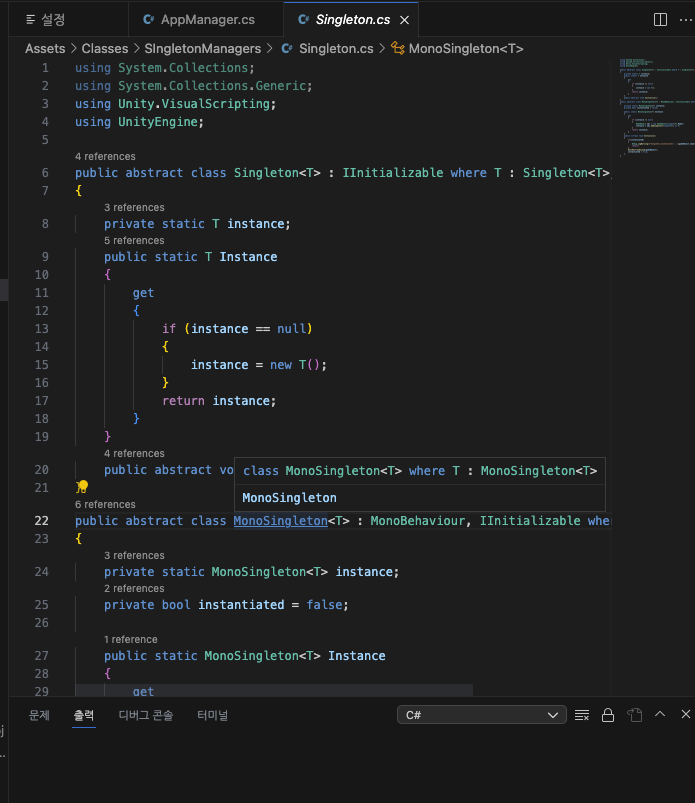 설정
AppManager.cs
Singleton.cs
Assets > Classes > SIngletonManagers > Singleton.cs > MonoSingleton<T>
1 using System.Collections;
2 using System.Collections.Generic;
3 using Unity.VisualScripting;
4 using UnityEngine;
5
4 references
6 public abstract class Singleton<T> : IInitializable where T : Singleton<T>,
7 {
3 references
8 private static T instance;
5 references
9 public static T Instance
10 {
11 get
12 {
13 if (instance == null)
14 {
15 instance = new T();
16 }
17 return instance;
18 }
19 }
4 references
20 public abstract vo
class MonoSingleton<T> where T : MonoSingleton<T>
MonoSingleton
21 }
6 references
22 public abstract class MonoSingleton<T> : MonoBehaviour, IInitializable whe
23 {
3 references
24 private static MonoSingleton<T> instance;
2 references
25 private bool instantiated = false;
26
1 reference
27 public static MonoSingleton<T> Instance
28 {
29 get
문제 출력 디버그 콘솔 터미널 C#